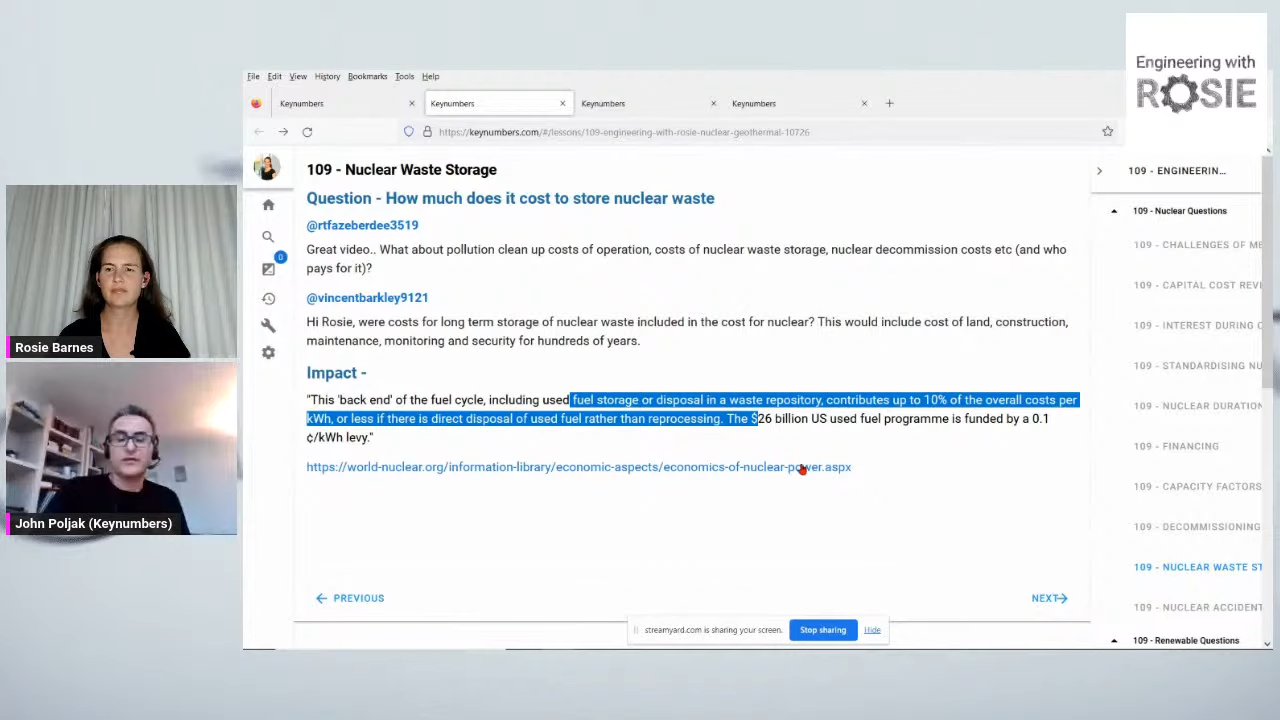 Engineering with
ROSIE
File Edit View History Bookmarks Tools Help
Keynumbers
Keynumbers
Keynumbers
Keynumbers
https://keynumbers.com/#/lessons/109-engineering-with-rosie-nuclear-geothermal-10726
109 - Nuclear Waste Storage
Question - How much does it cost to store nuclear waste
@rtfazeberdee3519
Great video.. What about pollution clean up costs of operation, costs of nuclear waste storage, nuclear decommission costs etc (and who
pays for it)?
@vincentbarkley9121
Hi Rosie, were costs for long term storage of nuclear waste included in the cost for nuclear? This would include cost of land, construction,
maintenance, monitoring and security for hundreds of years.
Impact -
"This 'back end' of the fuel cycle, including used fuel storage or disposal in a waste repository, contributes up to 10% of the overall costs per
kWh, or less if there is direct disposal of used fuel rather than reprocessing. The $26 billion US used fuel programme is funded by a 0.1
¢/kWh levy."
https://world-nuclear.org/information-library/economic-aspects/economics-of-nuclear-power.aspx
PREVIOUS
NEXT
0
109 - ENGINEERIN...
109 - Nuclear Questions
109 - CHALLENGES OF ME
109 - CAPITAL COST REVI
109 - INTEREST DURING C
109 - STANDARDISING NU
109 - NUCLEAR DURATION
109 - FINANCING
109 - CAPACITY FACTORS
109 - DECOMMISSIONING
109 - NUCLEAR WASTE ST
109 - NUCLEAR ACCIDENT
109 - Renewable Questions
streamyard.com is sharing your screen.
Stop sharing
Hide
Rosie Barnes
John Poljak (Keynumbers)